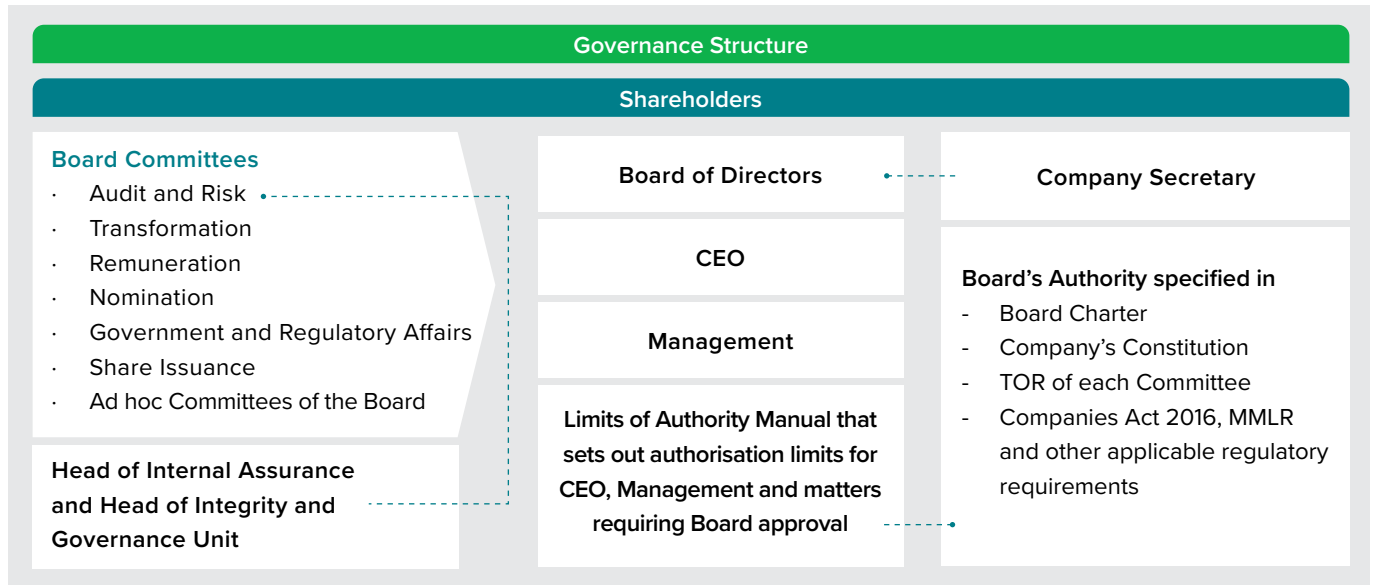 Governance Structure
Shareholders
Board Committees
· Audit and Risk
· Transformation
· Remuneration
· Nomination
· Government and Regulatory Affairs
· Share Issuance
· Ad hoc Committees of the Board
Head of Internal Assurance
and Head of Integrity and
Governance Unit
Board of Directors
CEO
Management
Limits of Authority Manual that
sets out authorisation limits for
CEO, Management and matters
requiring Board approval
Company Secretary
Board’s Authority specified in
- Board Charter
- Company’s Constitution
- TOR of each Committee
- Companies Act 2016, MMLR
and other applicable regulatory
requirements